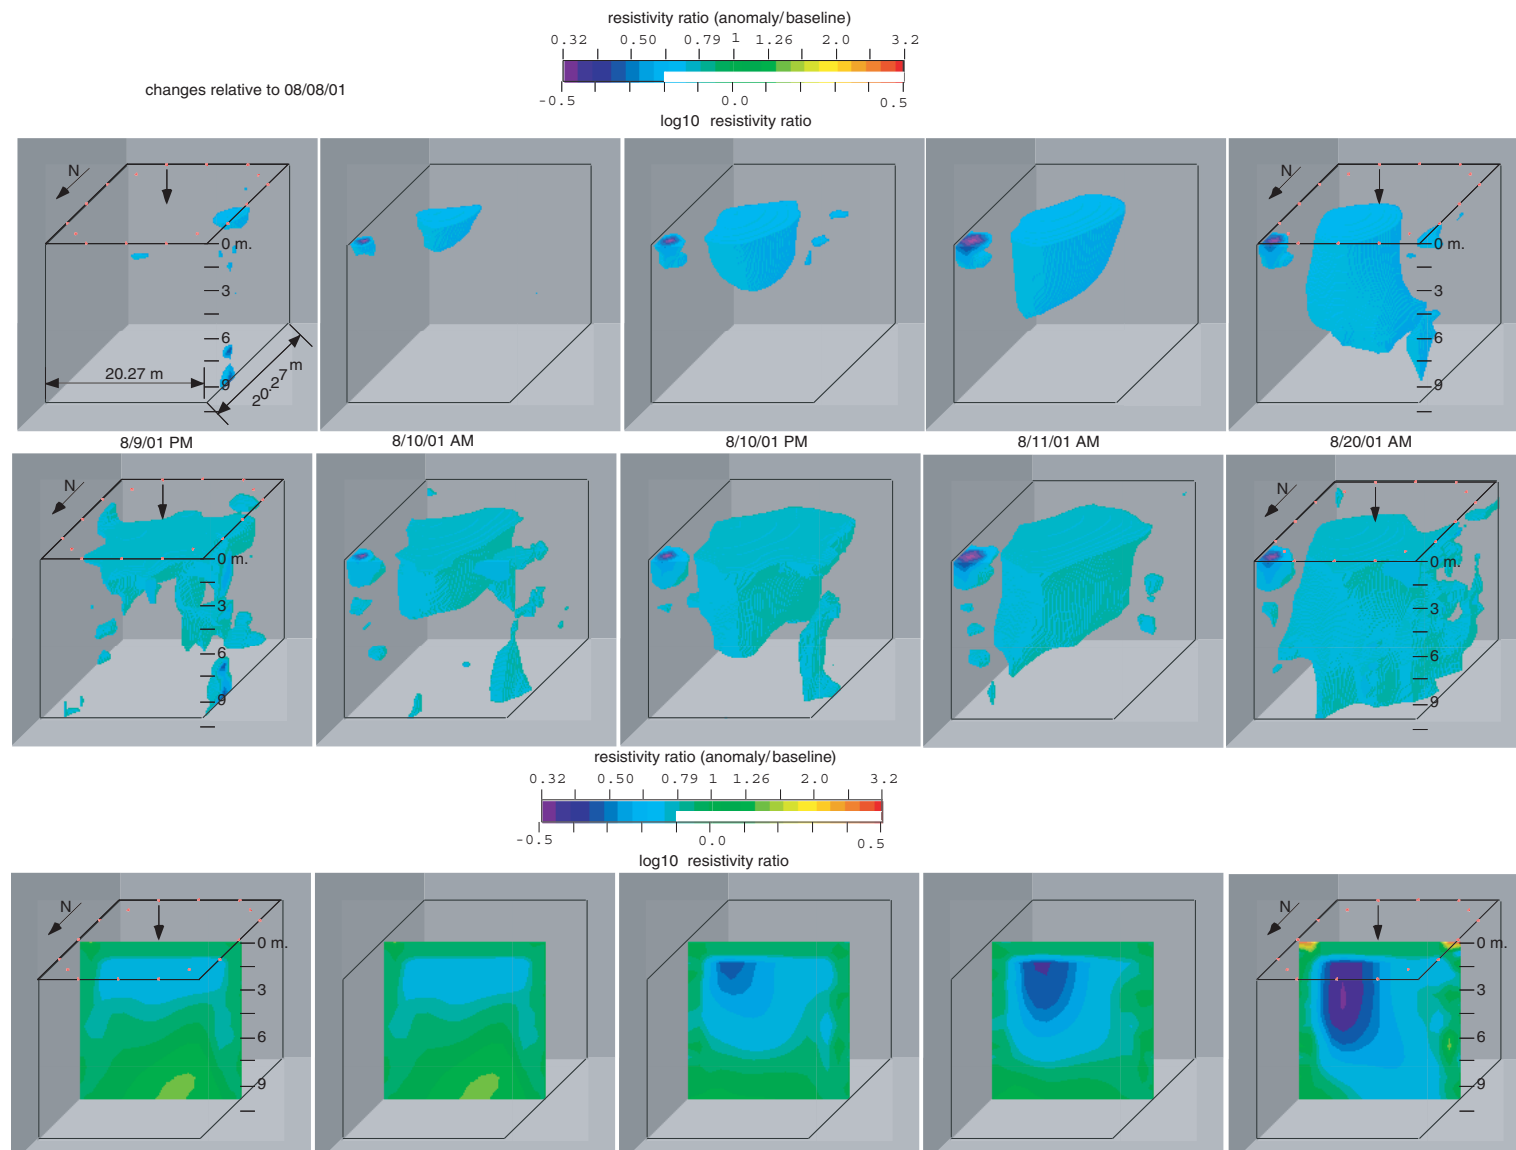 resistivity ratio (anomaly/baseline)
0.32 0.50 0.79 1 1.26 2.0 3.2
-0.5 0.0 0.5
log10 resistivity ratio
changes relative to 08/08/01
N N
0 m. 0 m.
3 3
6 6
9 9
20.27 m
20.27 m
8/9/01 PM 8/10/01 AM 8/10/01 PM 8/11/01 AM 8/20/01 AM
N N
0 m. 0 m.
3 3
6 6
9 9
resistivity ratio (anomaly/baseline)
0.32 0.50 0.79 1 1.26 2.0 3.2
-0.5 0.0 0.5
log10 resistivity ratio
N N
0 m. 0 m.
3 3
6 6
9 9